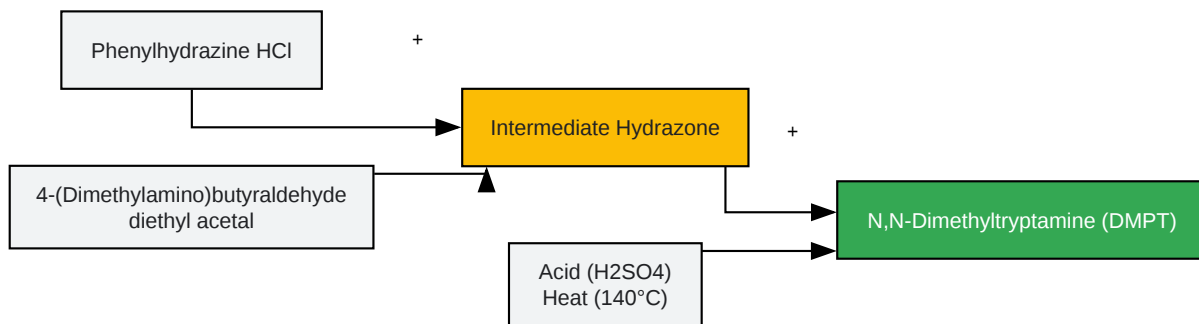 Phenylhydrazine HCl
+
Intermediate Hydrazone
+
4-(Dimethylamino)butyraldehyde
diethyl acetal
N,N-Dimethyltryptamine (DMPT)
Acid (H2SO4)
Heat (140°C)